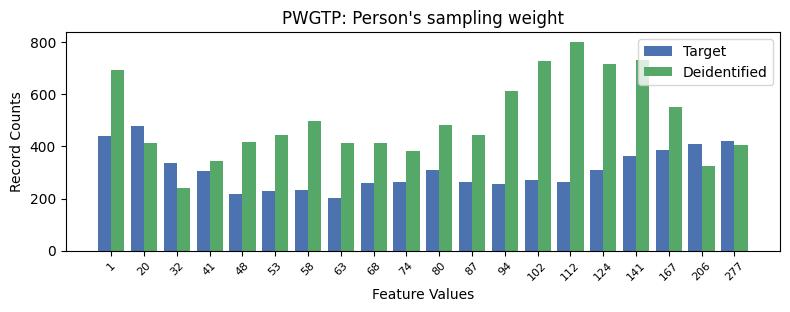 PWGTP: Person's sampling weight
Record Counts
800
600
400
200
0
Target
Deidentified
1 20 32 41 48 53 58 63 68 74 80 87 94 102 112 124 141 167 206 277
Feature Values